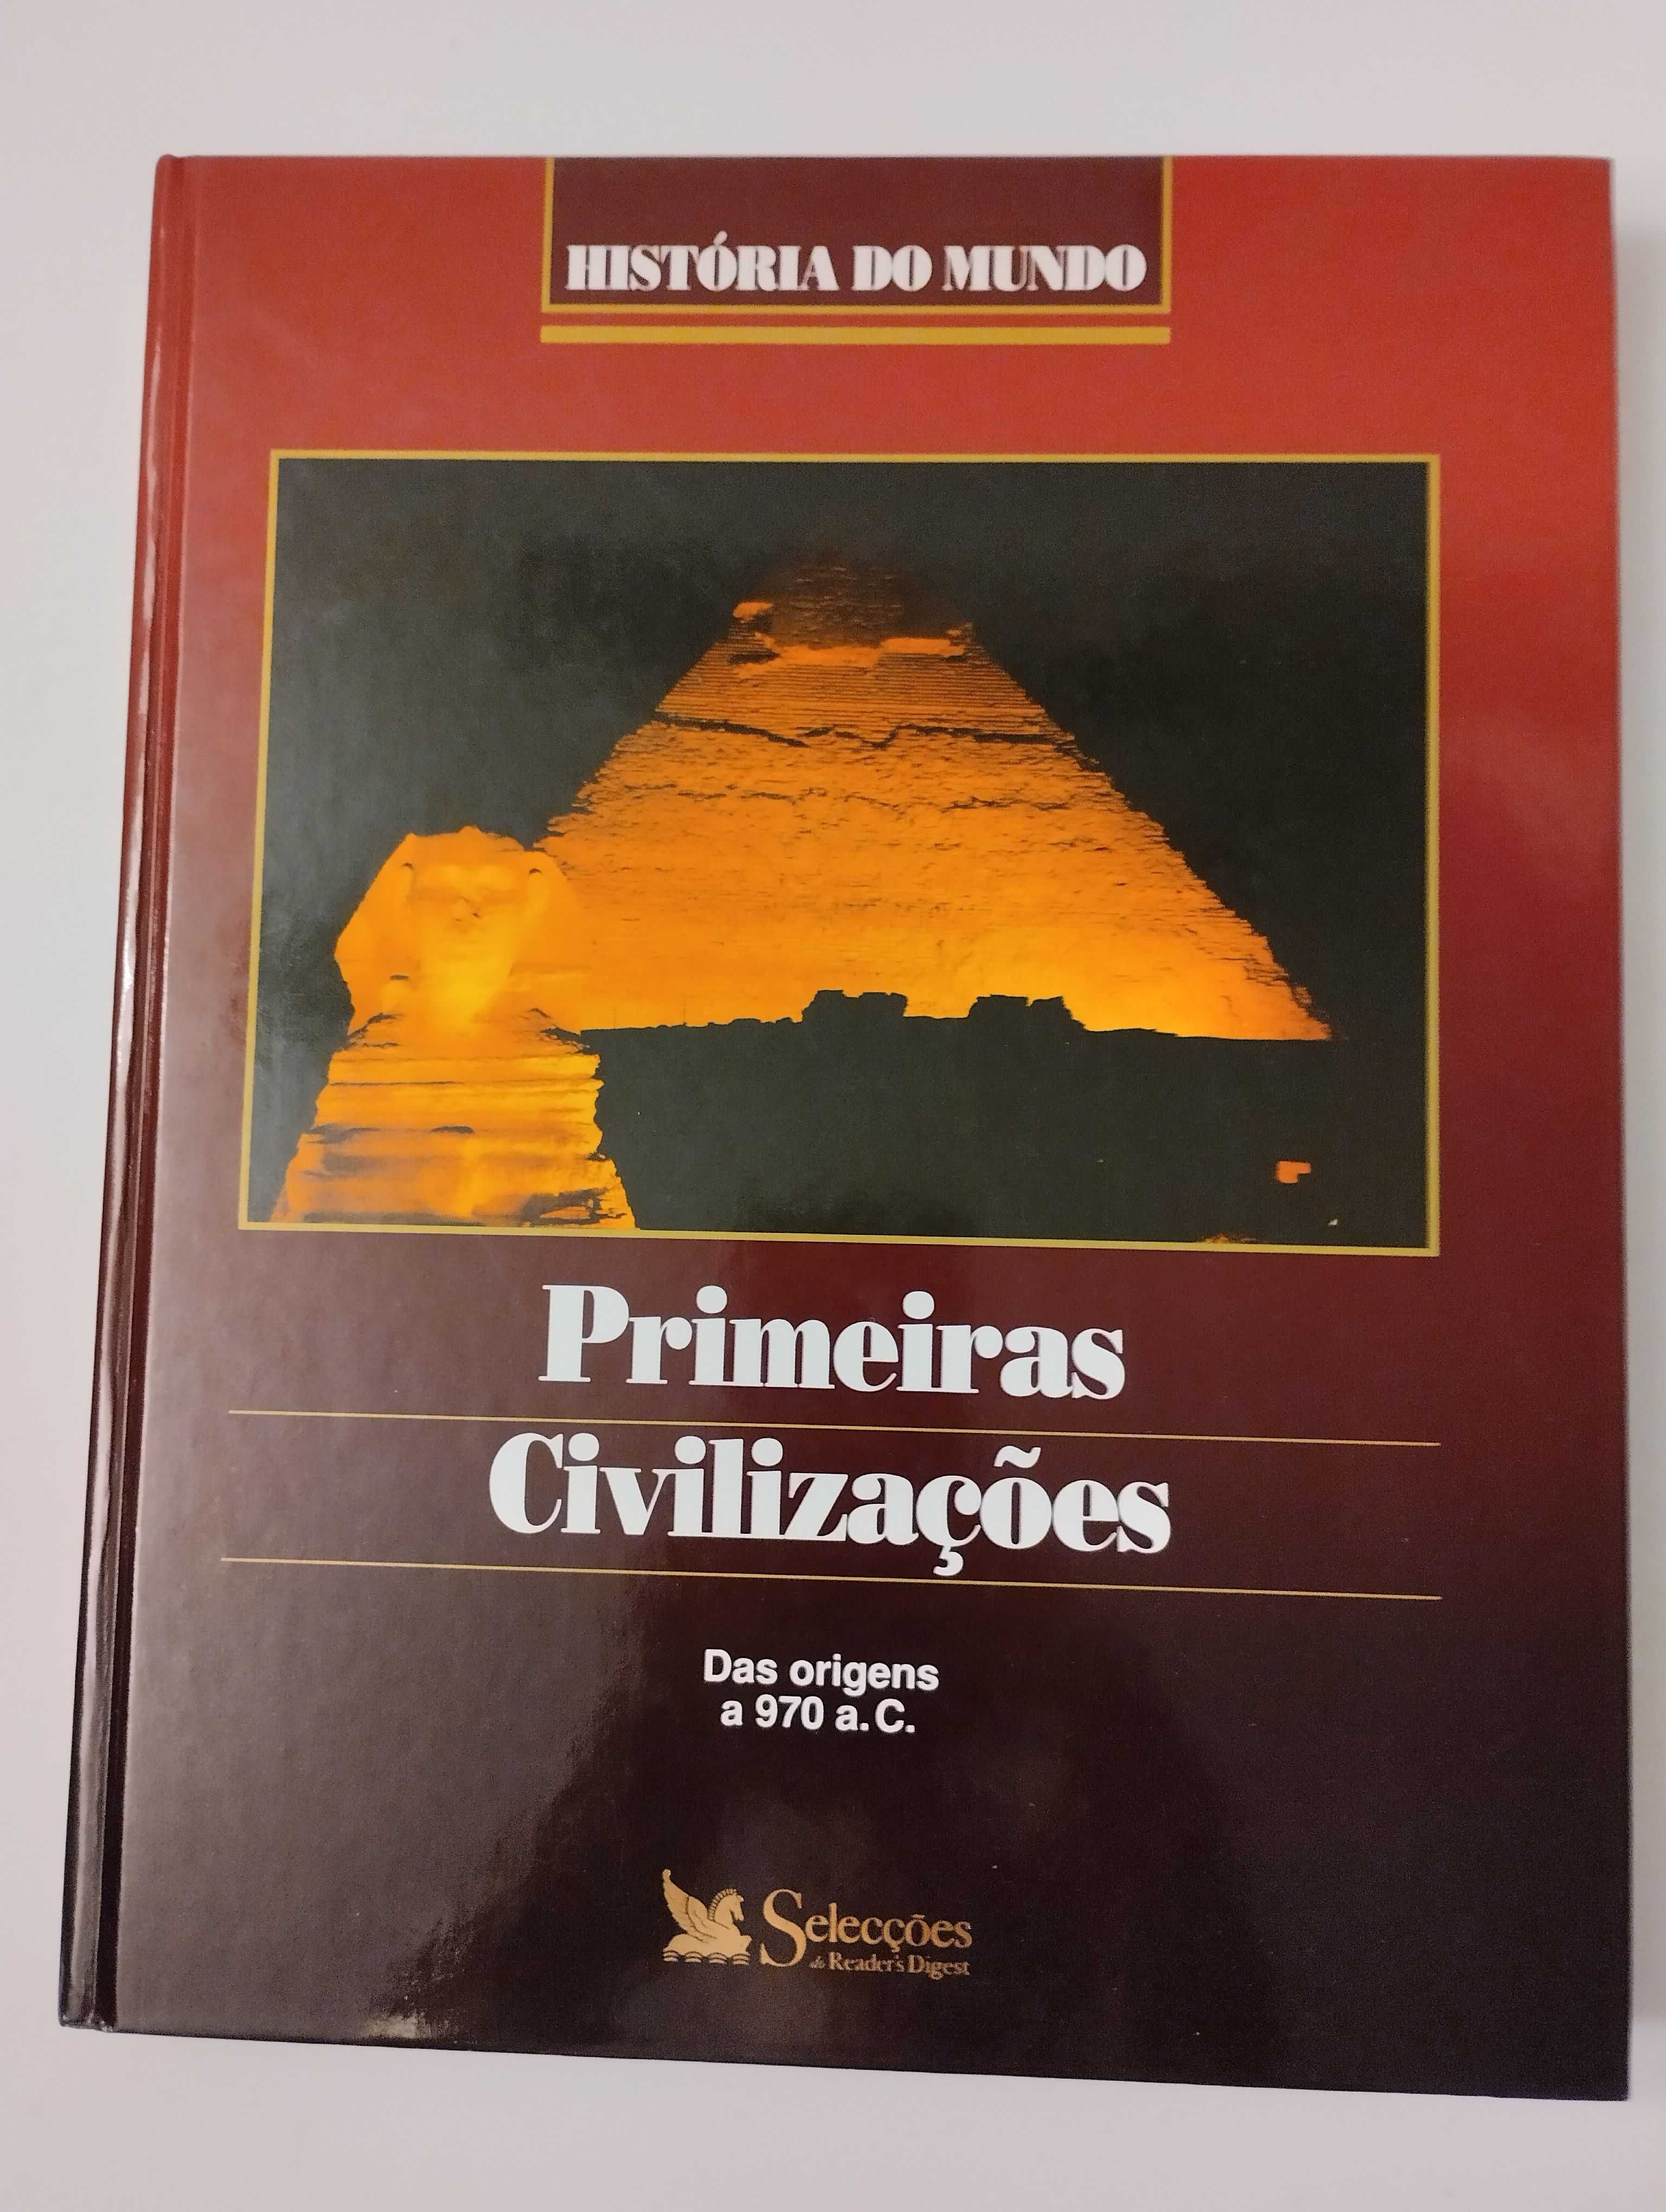 HISTÓRIA DO MUNDO
Primeiras
Civilizações
Das origens
a 970 a.C.
Selecções
do Reader's Digest